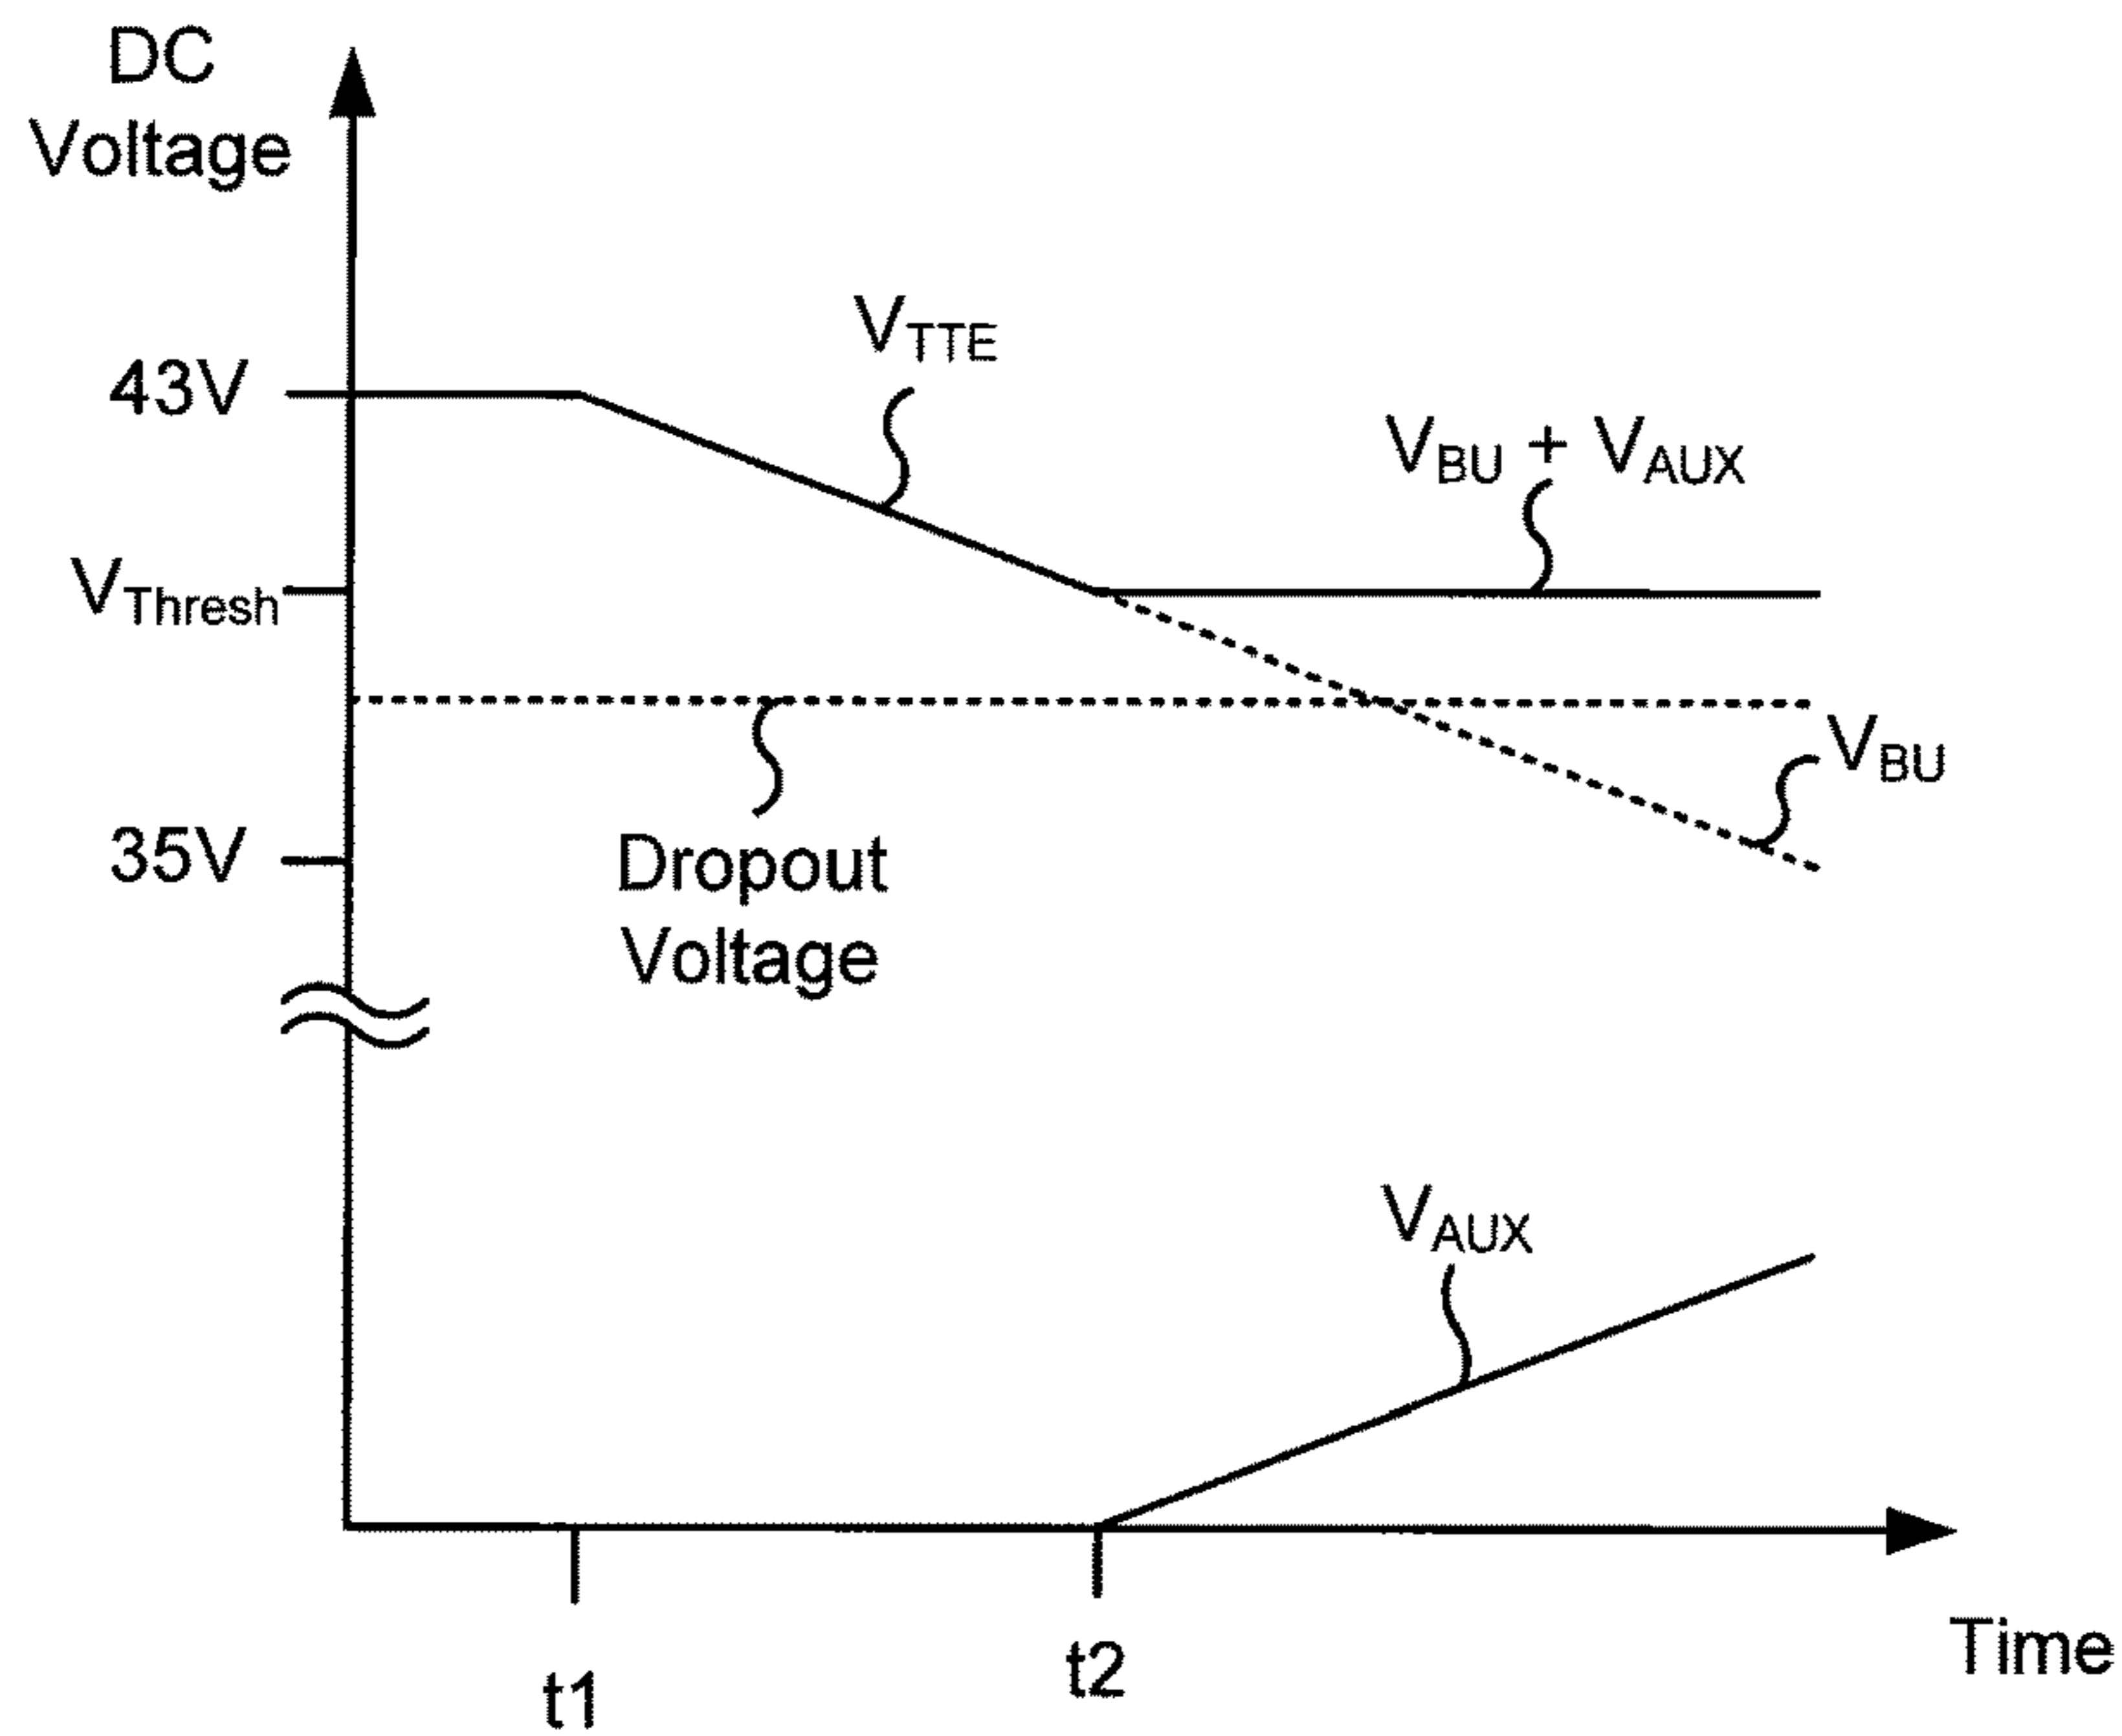 DC
Voltage
V_TTE
43V
V_BU + V_AUX
V_Thresh
V_BU
35V
Dropout
Voltage
V_AUX
t1
t2
Time